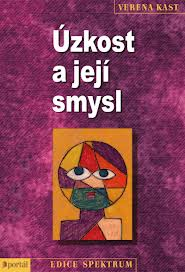 VERENA KAST
Úzkost
a její
smysl
portál
EDICE SPEKTRUM